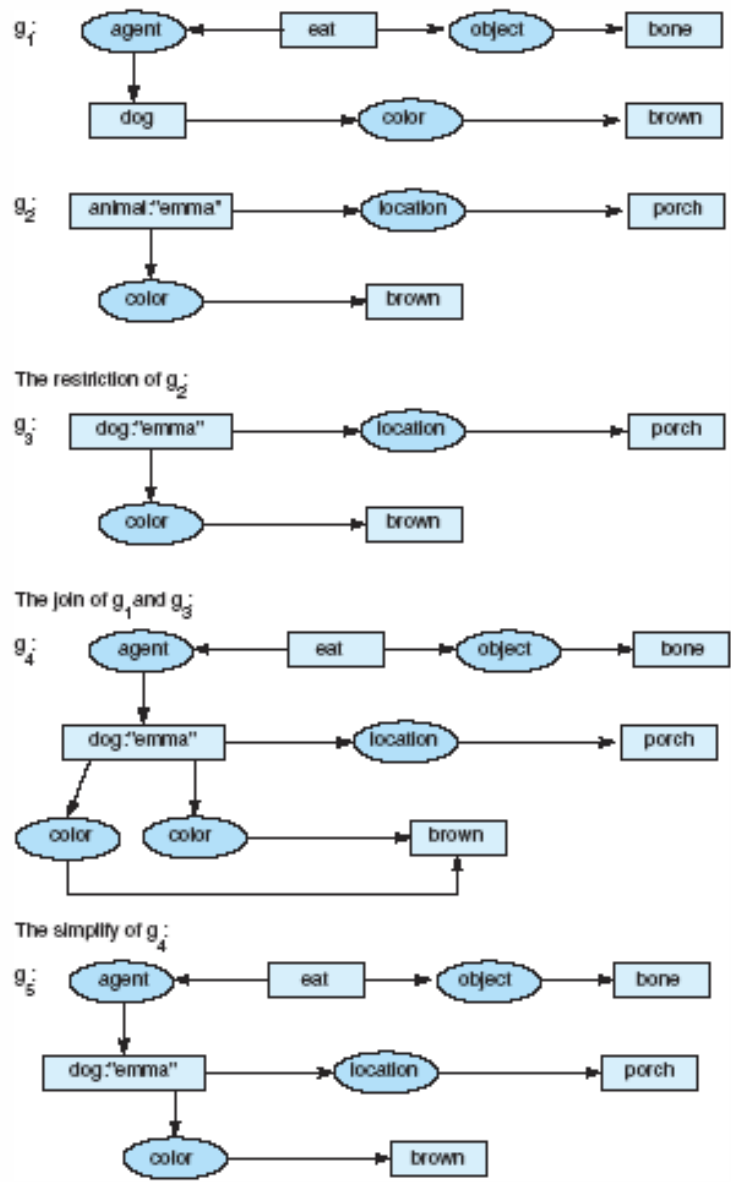 g1: agent eat object bone
dog color brown
g2: animal:"emma" location porch
color brown
The restriction of g2:
g3: dog:"emma" location porch
color brown
The join of g1 and g3:
g4: agent eat object bone
dog:"emma" location porch
color color brown
The simplify of g4:
g5: agent eat object bone
dog:"emma" location porch
color brown